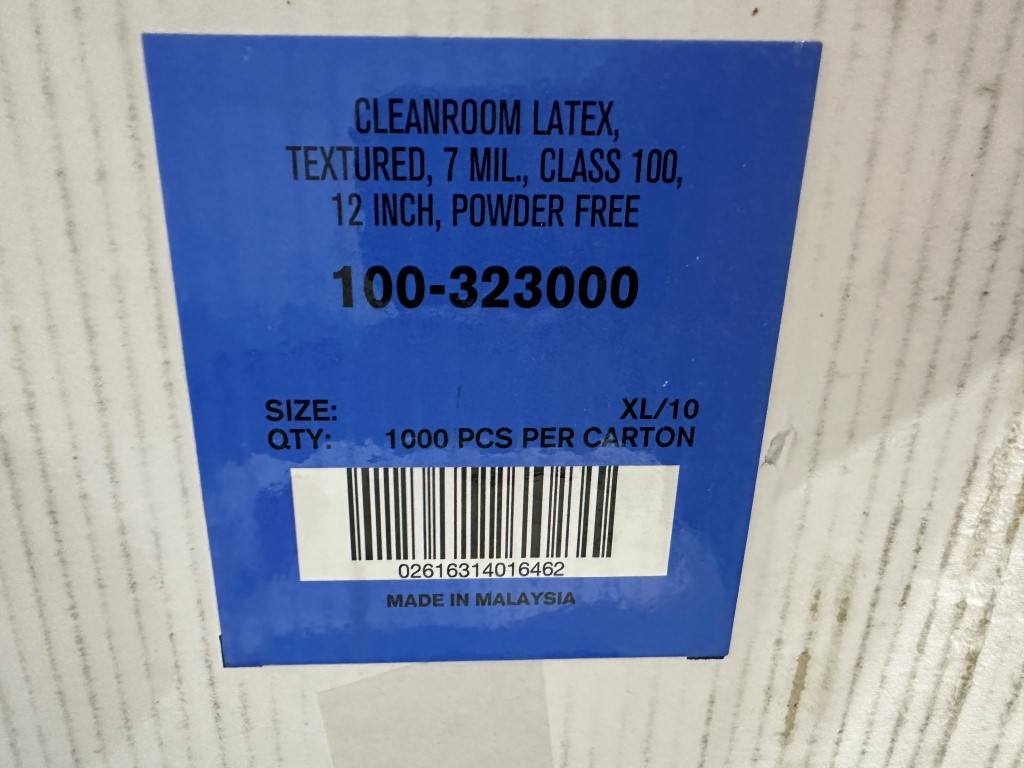 CLEANROOM LATEX,
TEXTURED, 7 MIL., CLASS 100,
12 INCH, POWDER FREE
100-323000
SIZE: XL/10
QTY: 1000 PCS PER CARTON
02616314016462
MADE IN MALAYSIA